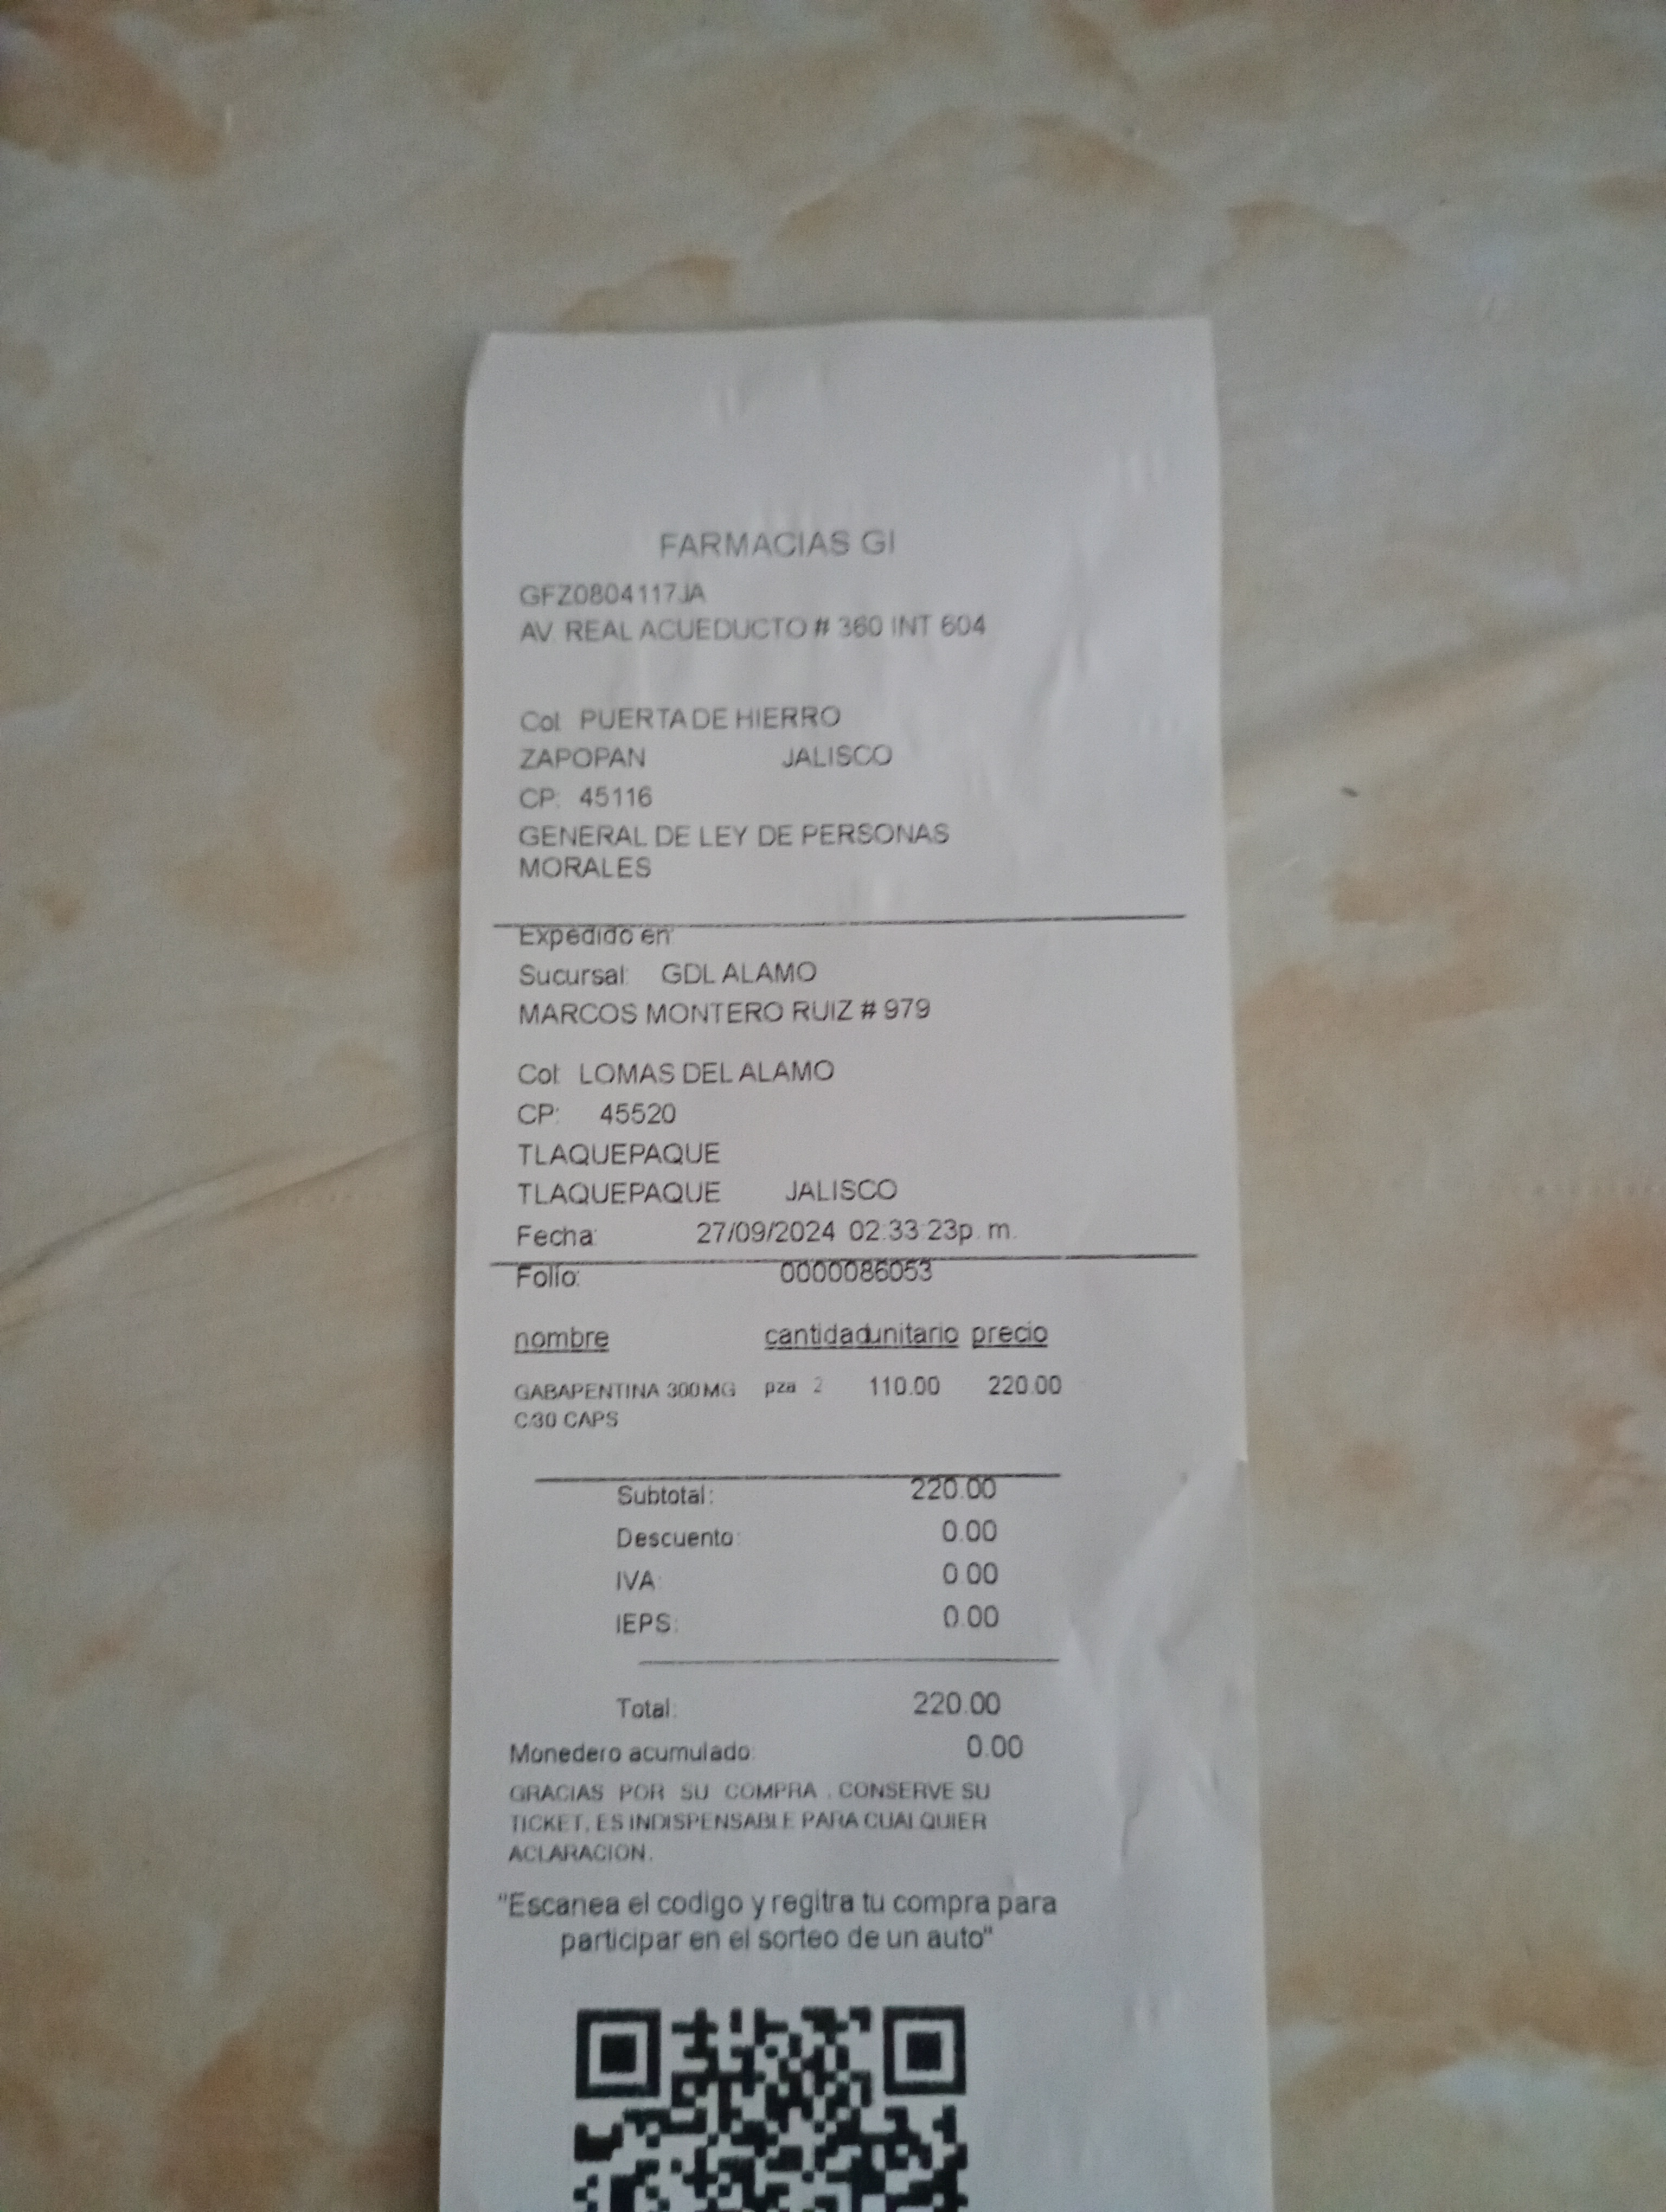 FARMACIAS GI
GFZ0804117JA
AV. REAL ACUEDUCTO # 360 INT 604
Col: PUERTA DE HIERRO
ZAPOPAN JALISCO
CP: 45116
GENERAL DE LEY DE PERSONAS
MORALES
Expedido en:
Sucursal: GDL ALAMO
MARCOS MONTERO RUIZ # 979
Col: LOMAS DEL ALAMO
CP: 45520
TLAQUEPAQUE
TLAQUEPAQUE JALISCO
Fecha: 27/09/2024 02:33:23p. m.
Folio: 0000086053
nombre cantidad unitario precio
GABAPENTINA 300MG pza 2 110.00 220.00
C/30 CAPS
Subtotal: 220.00
Descuento: 0.00
IVA: 0.00
IEPS: 0.00
Total: 220.00
Monedero acumulado: 0.00
GRACIAS POR SU COMPRA , CONSERVE SU
TICKET, ES INDISPENSABLE PARA CUALQUIER
ACLARACION.
"Escanea el codigo y regitra tu compra para
participar en el sorteo de un auto"